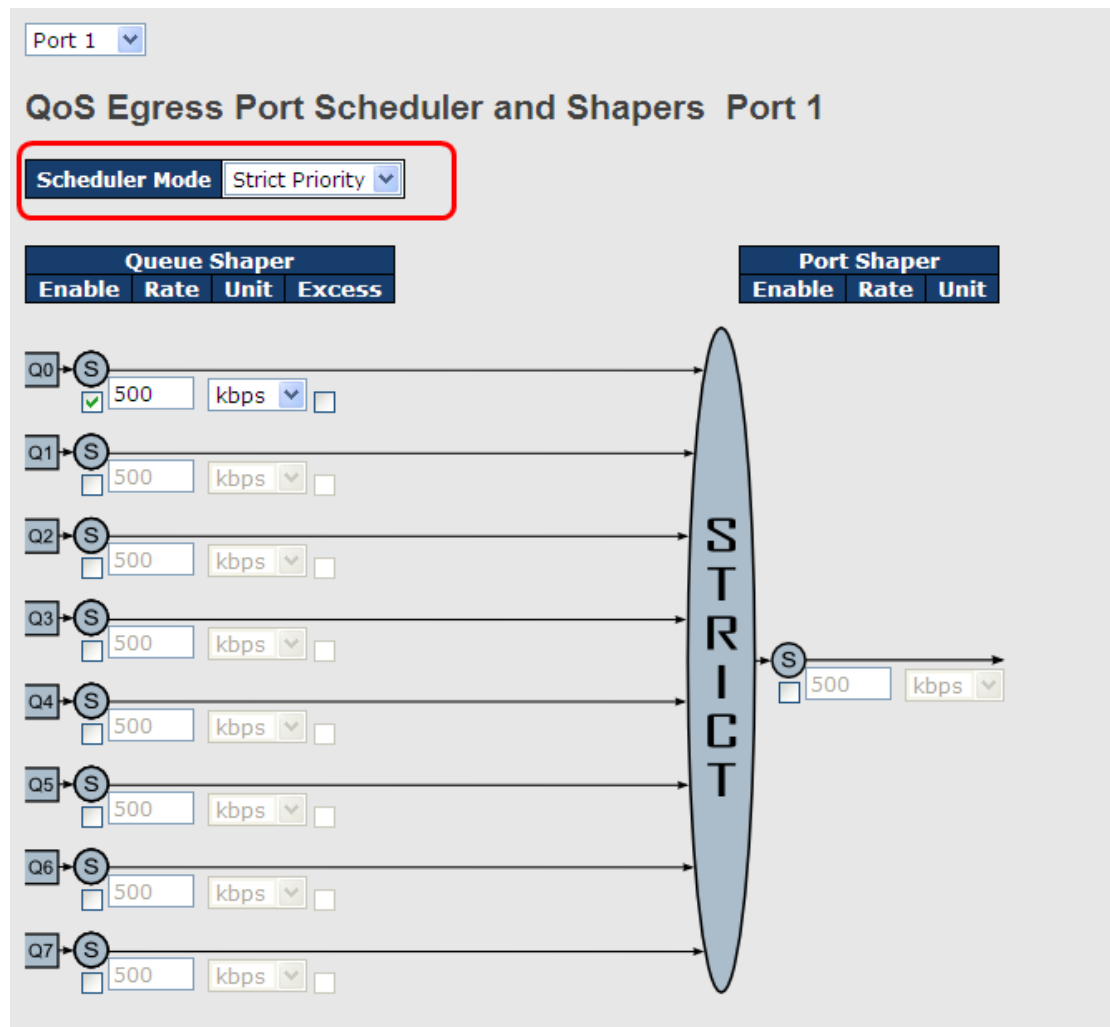 Port 1
QoS Egress Port Scheduler and Shapers Port 1
Scheduler Mode Strict Priority
Queue Shaper Port Shaper
Enable Rate Unit Excess Enable Rate Unit
Q0 S
500 kbps
Q1 S
500 kbps
Q2 S
500 kbps
Q3 S
500 kbps
Q4 S
500 kbps
Q5 S
500 kbps
Q6 S
500 kbps
Q7 S
500 kbps
STRICT
S
500 kbps